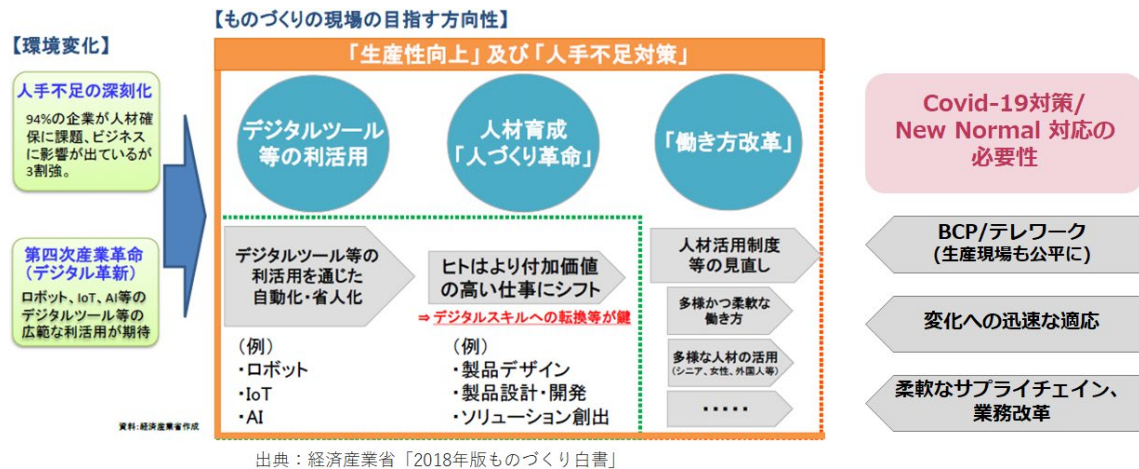 【ものづくりの現場の目指す方向性】
【環境変化】
人手不足の深刻化
94%の企業が人材確
保に課題、ビジネス
に影響が出ているが
3割強。
第四次産業革命
（デジタル革新）
ロボット、IoT、AI等の
デジタルツール等の
広範な利活用が期待
資料:経済産業省作成
「生産性向上」及び「人手不足対策」
デジタルツール
等の利活用
人材育成
「人づくり革命」
「働き方改革」
デジタルツール等の
利活用を通じた
自動化・省人化
ヒトはより付加価値
の高い仕事にシフト
⇒ デジタルスキルへの転換等が鍵
（例）
・ロボット
・IoT
・AI
（例）
・製品デザイン
・製品設計・開発
・ソリューション創出
人材活用制度
等の見直し
多様かつ柔軟な
働き方
多様な人材の活用
（シニア、女性、外国人等）
・・・・・
Covid-19対策/
New Normal 対応の
必要性
BCP/テレワーク
(生産現場も公平に)
変化への迅速な適応
柔軟なサプライチェイン、
業務改革
出典：経済産業省「2018年版ものづくり白書」